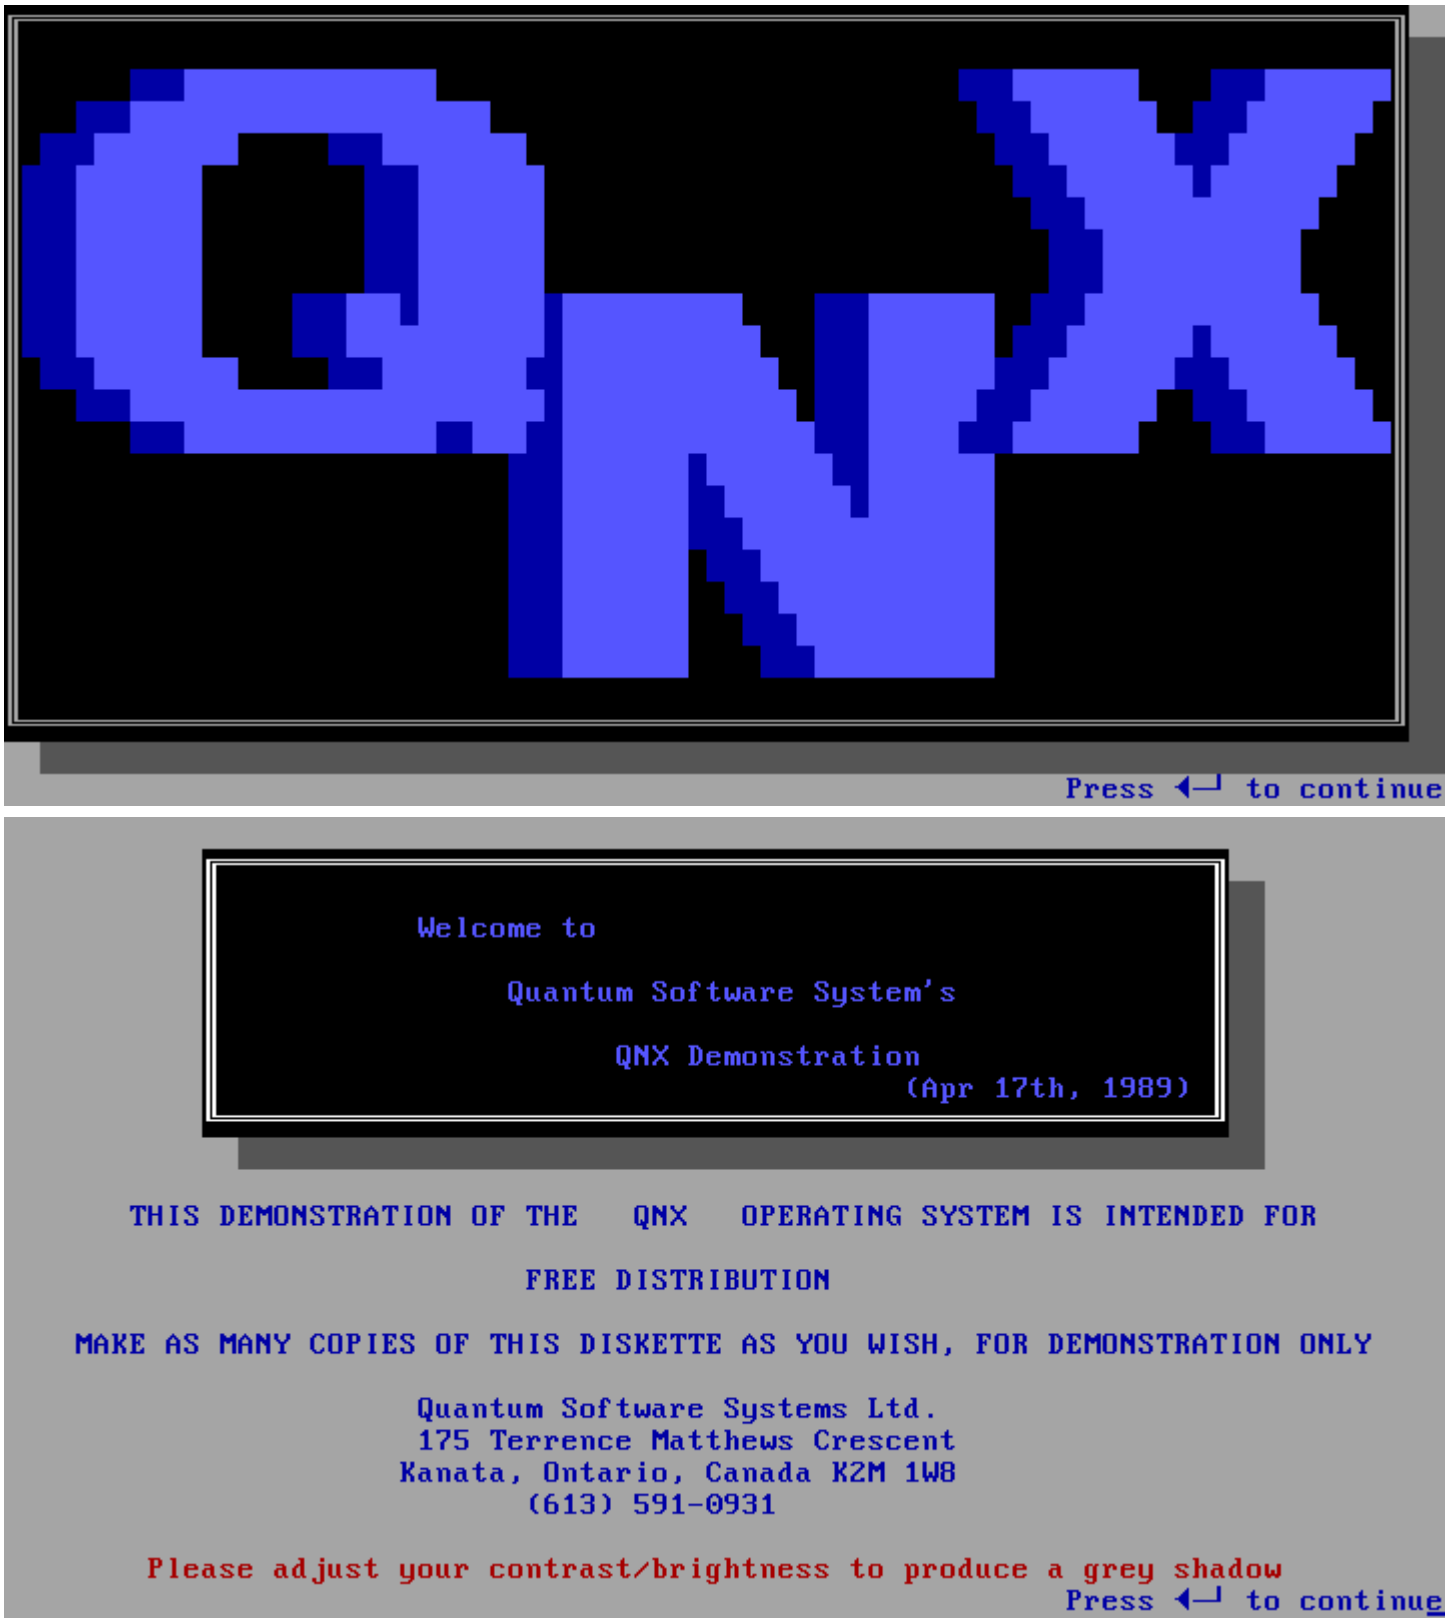 QNX
Press ◄┘ to continue
Welcome to
Quantum Software System's
QNX Demonstration
(Apr 17th, 1989)
THIS DEMONSTRATION OF THE QNX OPERATING SYSTEM IS INTENDED FOR
FREE DISTRIBUTION
MAKE AS MANY COPIES OF THIS DISKETTE AS YOU WISH, FOR DEMONSTRATION ONLY
Quantum Software Systems Ltd.
175 Terrence Matthews Crescent
Kanata, Ontario, Canada K2M 1W8
(613) 591-0931
Please adjust your contrast/brightness to produce a grey shadow
Press ◄┘ to continue